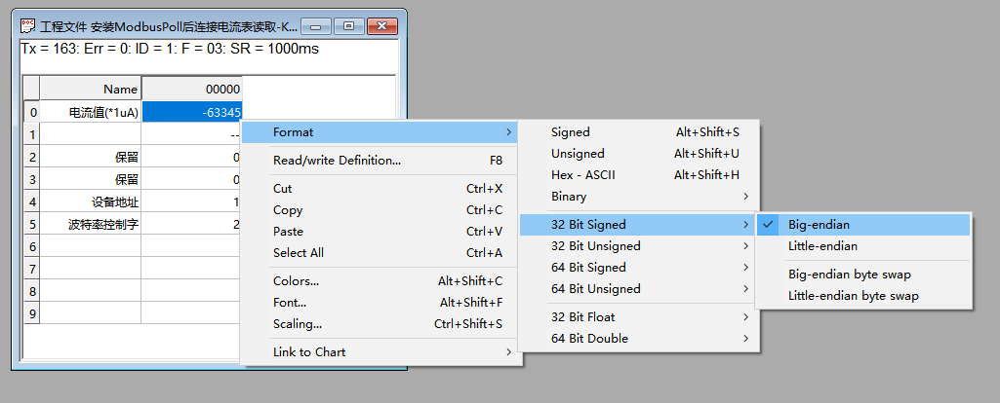 DOC
工程文件 安装ModbusPoll后连接电流表读取-K...
Tx = 163: Err = 0: ID = 1: F = 03: SR = 1000ms
Name 00000
0 电流值(*1uA) -63345
1 --
2 保留 0
3 保留 0
4 设备地址 1
5 波特率控制字 2
6
7
8
9
Format
Read/write Definition... F8
Cut Ctrl+X
Copy Ctrl+C
Paste Ctrl+V
Select All Ctrl+A
Colors... Alt+Shift+C
Font... Alt+Shift+F
Scaling... Ctrl+Shift+S
Link to Chart
Signed Alt+Shift+S
Unsigned Alt+Shift+U
Hex - ASCII Alt+Shift+H
Binary
32 Bit Signed
32 Bit Unsigned
64 Bit Signed
64 Bit Unsigned
32 Bit Float
64 Bit Double
Big-endian
Little-endian
Big-endian byte swap
Little-endian byte swap